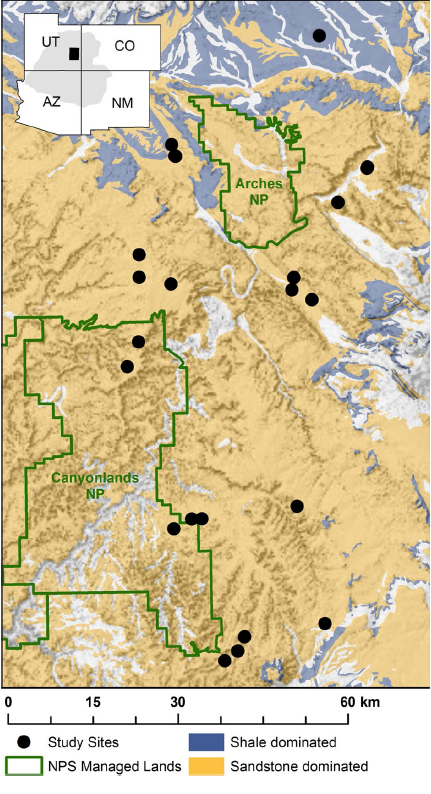 UT
CO
AZ
NM
Arches
NP
Canyonlands
NP
0 15 30 60 km
Study Sites
Shale dominated
NPS Managed Lands
Sandstone dominated